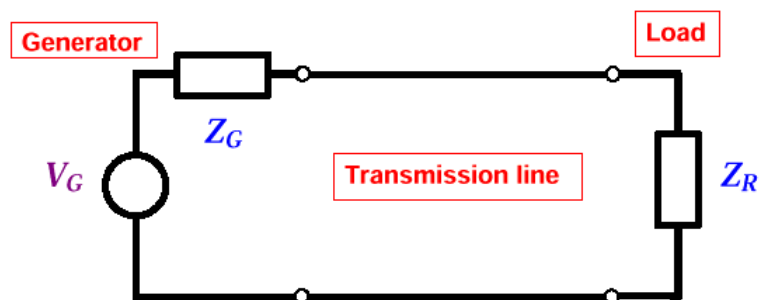 Generator
Load
Z_G
V_G
Transmission line
Z_R